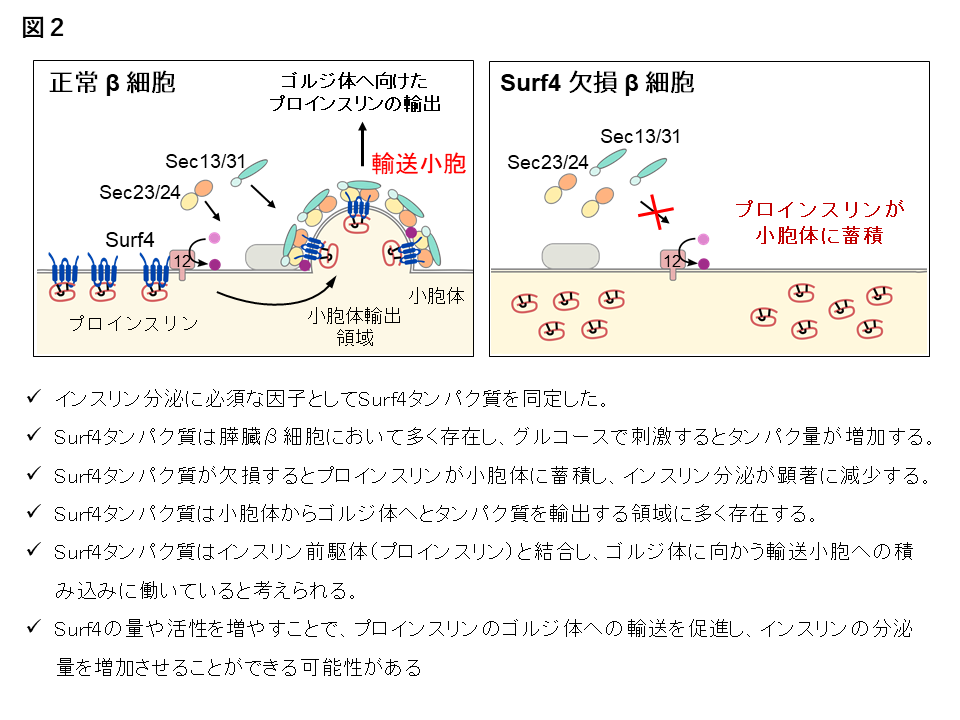 図２
正常 β 細胞
ゴルジ体へ向けた
プロインスリンの輸出
輸送小胞
Sec13/31
Sec23/24
Surf4
12
プロインスリン
小胞体輸出
領域
小胞体
Surf4 欠損 β 細胞
Sec13/31
Sec23/24
プロインスリンが
小胞体に蓄積
12
✓ インスリン分泌に必須な因子としてSurf4タンパク質を同定した。
✓ Surf4タンパク質は膵臓β細胞において多く存在し、グルコースで刺激するとタンパク量が増加する。
✓ Surf4タンパク質が欠損するとプロインスリンが小胞体に蓄積し、インスリン分泌が顕著に減少する。
✓ Surf4タンパク質は小胞体からゴルジ体へとタンパク質を輸出する領域に多く存在する。
✓ Surf4タンパク質はインスリン前駆体（プロインスリン）と結合し、ゴルジ体に向かう輸送小胞への積
み込みに働いていると考えられる。
✓ Surf4の量や活性を増やすことで、プロインスリンのゴルジ体への輸送を促進し、インスリンの分泌
量を増加させることができる可能性がある